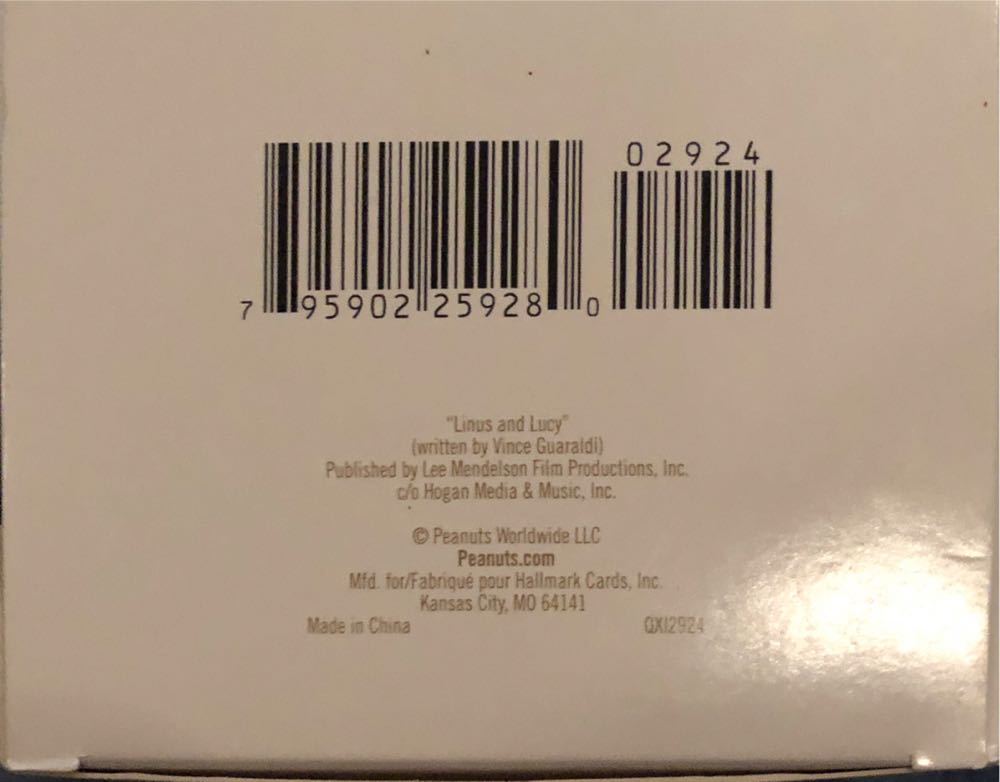 02924
7 95902 25928 0
"Linus and Lucy"
(written by Vince Guaraldi)
Published by Lee Mendelson Film Productions, Inc.
c/o Hogan Media & Music, Inc.
© Peanuts Worldwide LLC
Peanuts.com
Mfd. for/Fabriqué pour Hallmark Cards, Inc.
Kansas City, MO 64141
Made in China QXI2924